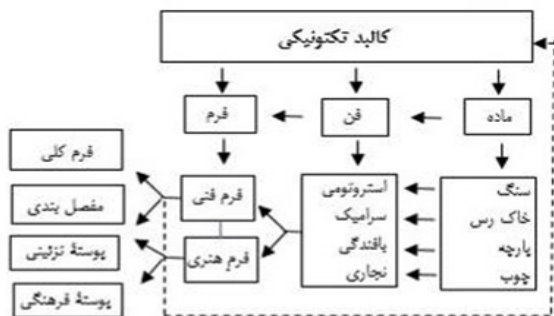 کالبد تکتونیکی
ماده
فن
فرم
سنگ
خاک رس
پارچه
چوب
استروتومی
سرامیک
بافندگی
نجاری
فرم فنی
فرم هنری
فرم کلی
مفصل بندی
پوستهٔ تزئینی
پوستهٔ فرهنگی